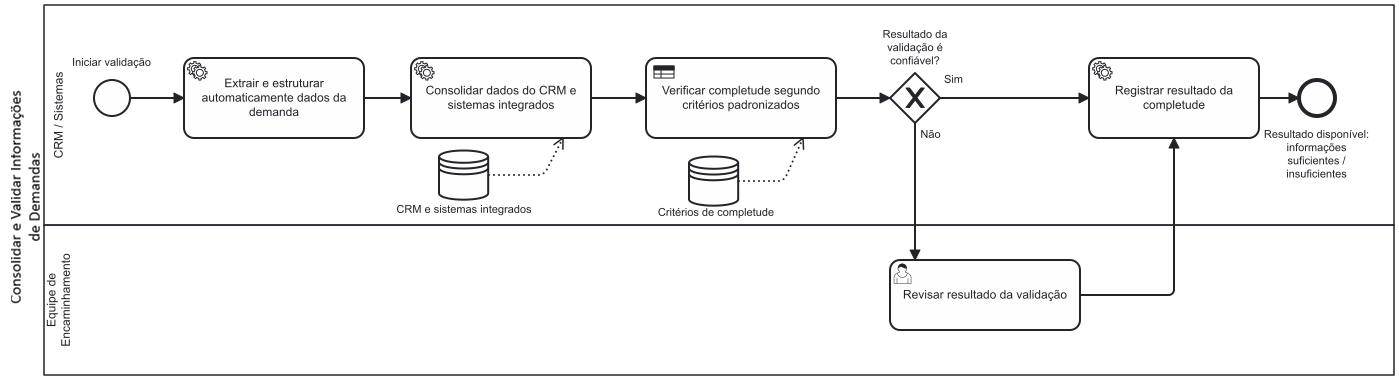 Consolidar e Validar Informações
de Demandas
CRM / Sistemas
Iniciar validação
Extrair e estruturar
automaticamente dados da
demanda
Consolidar dados do CRM e
sistemas integrados
CRM e sistemas integrados
Verificar completude segundo
critérios padronizados
Critérios de completude
Resultado da
validação é
confiável?
Sim
Não
Registrar resultado da
completude
Resultado disponível:
informações
suficientes /
insuficientes
Equipe de
Encaminhamento
Revisar resultado da validação